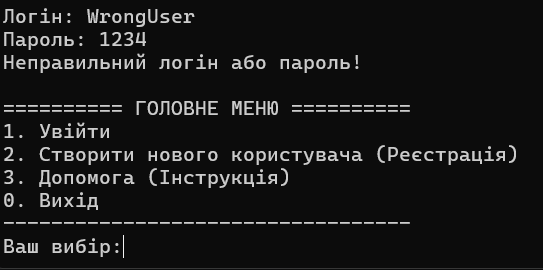 Логін: WrongUser
Пароль: 1234
Неправильний логін або пароль!
========== ГОЛОВНЕ МЕНЮ ==========
1. Увійти
2. Створити нового користувача (Реєстрація)
3. Допомога (Інструкція)
0. Вихід
----------------------------------
Ваш вибір: